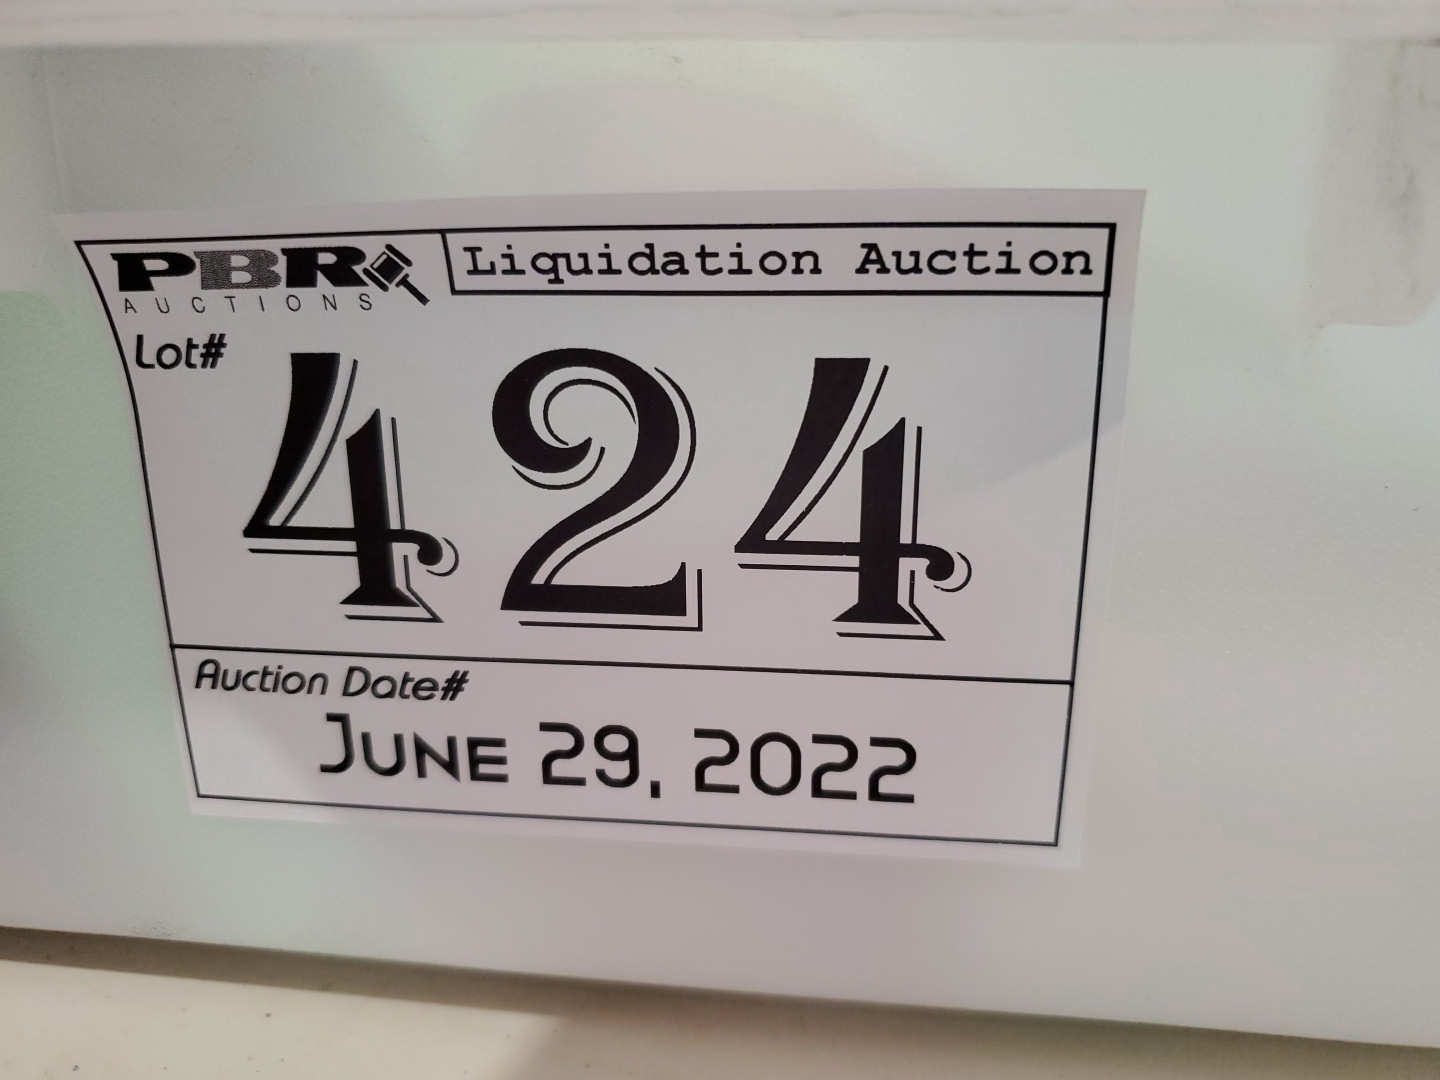 PBR
AUCTIONS
Liquidation Auction
Lot#
424
Auction Date#
JUNE 29, 2022